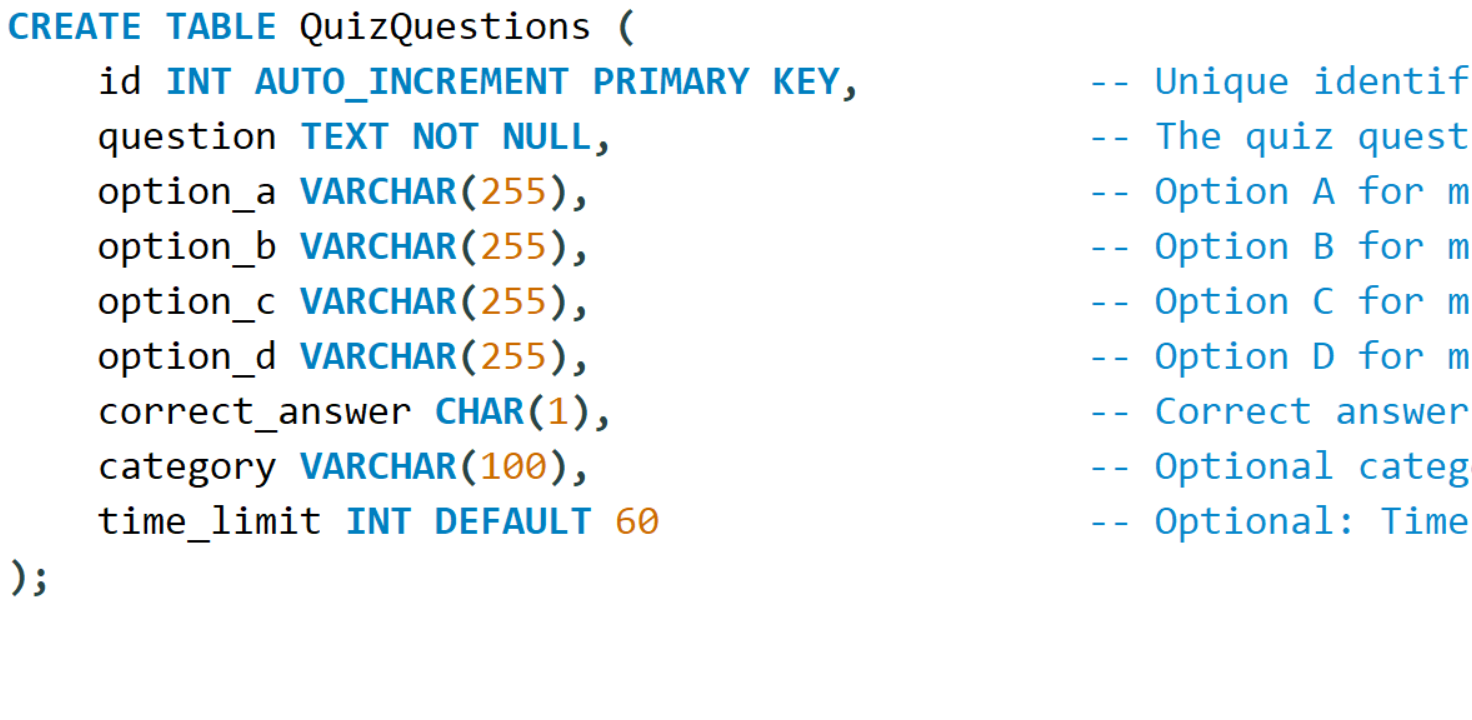 CREATE TABLE QuizQuestions (
    id INT AUTO_INCREMENT PRIMARY KEY,          -- Unique identif
    question TEXT NOT NULL,                     -- The quiz quest
    option_a VARCHAR(255),                      -- Option A for m
    option_b VARCHAR(255),                      -- Option B for m
    option_c VARCHAR(255),                      -- Option C for m
    option_d VARCHAR(255),                      -- Option D for m
    correct_answer CHAR(1),                     -- Correct answer
    category VARCHAR(100),                      -- Optional categ
    time_limit INT DEFAULT 60                   -- Optional: Time
);